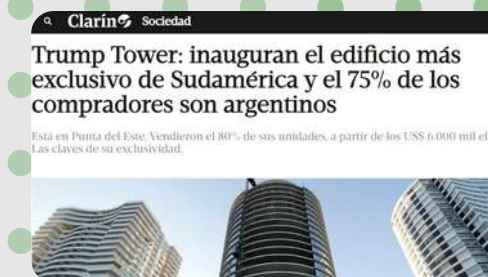 Clarín Sociedad
Trump Tower: inauguran el edificio más
exclusivo de Sudamérica y el 75% de los
compradores son argentinos
Está en Punta del Este. Vendieron el 80% de sus unidades, a partir de los US$ 6.000 mil el
Las claves de su exclusividad.